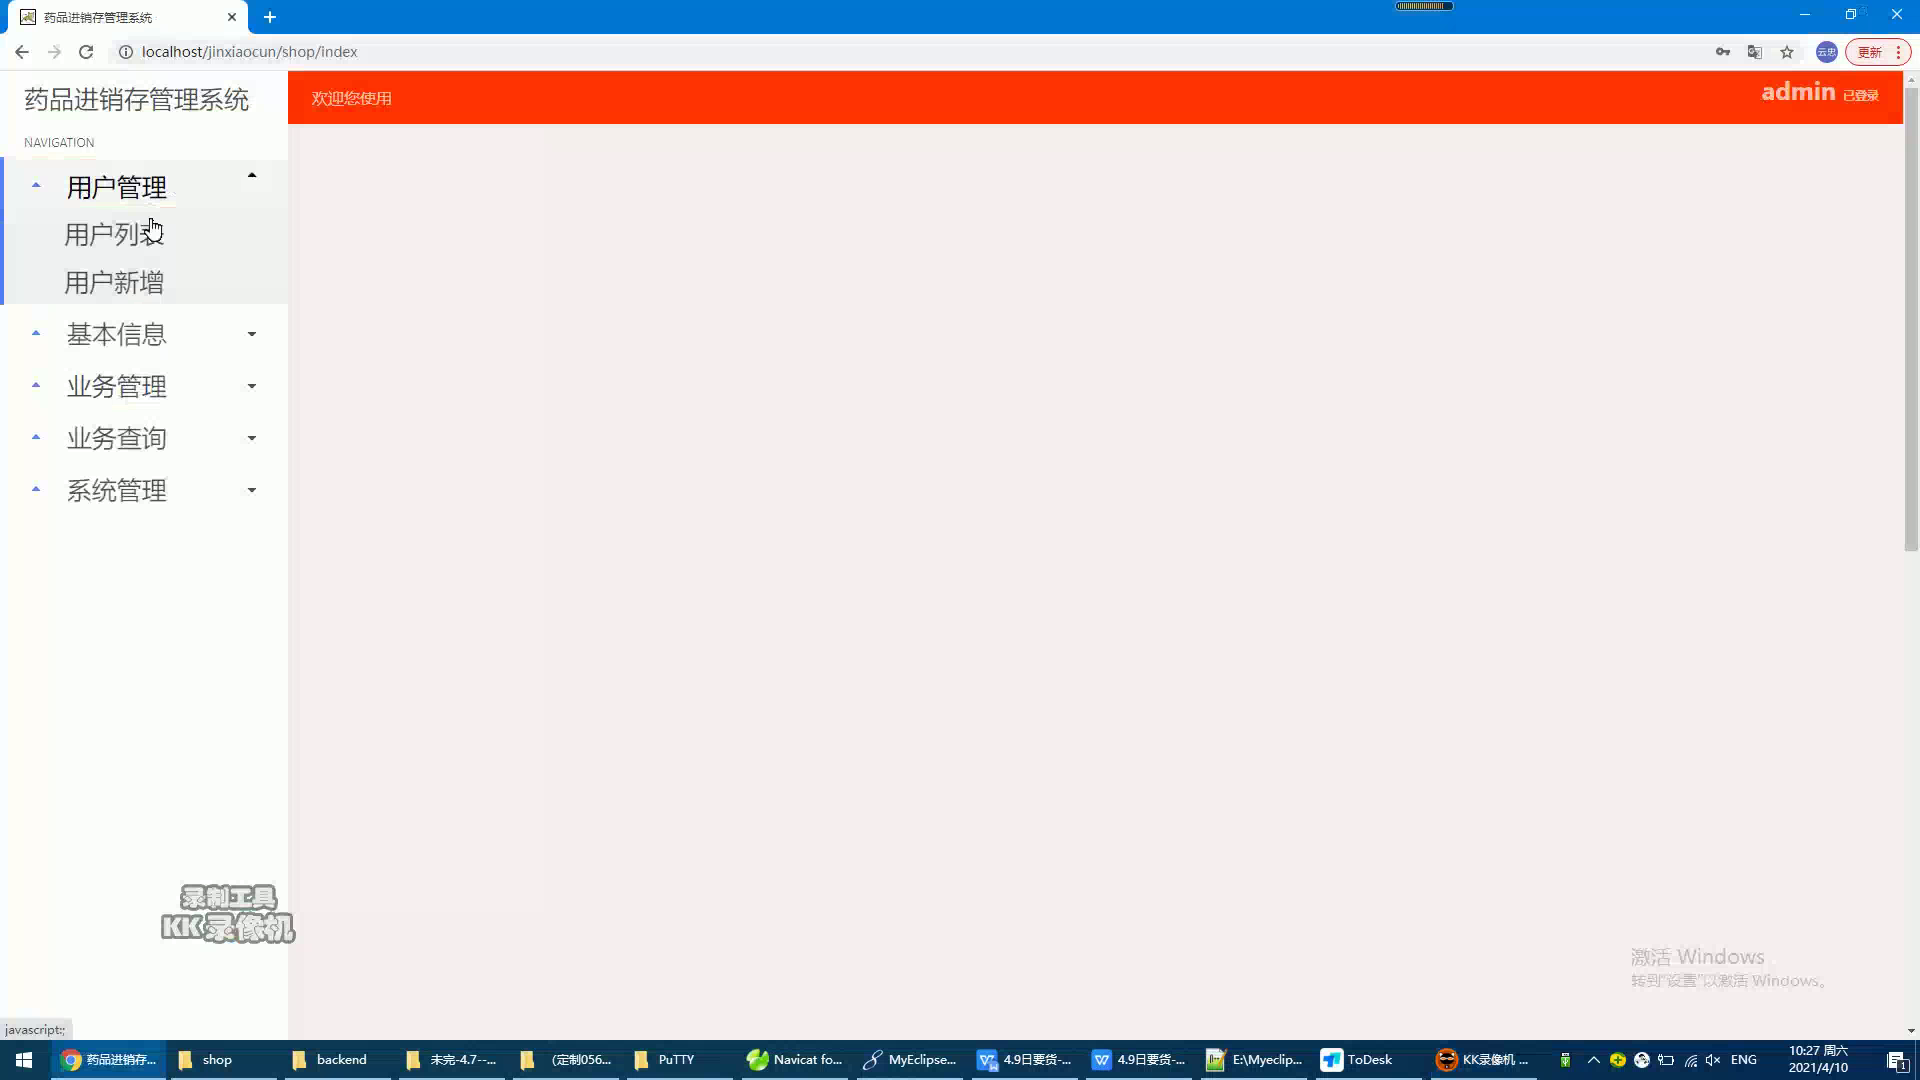 药品进销存管理系统
localhost/jinxiaocun/shop/index
更新
药品进销存管理系统
欢迎您使用
admin 已登录
NAVIGATION
用户管理
用户列表
用户新增
基本信息
业务管理
业务查询
系统管理
录制工具
KK录像机
激活 Windows
转到"设置"以激活 Windows。
javascript:;
药品进销存...
shop
backend
未完-4.7--...
(定制056...
PuTTY
Navicat fo...
MyEclipse...
4.9日要货-...
4.9日要货-...
E:\Myeclip...
ToDesk
KK录像机 ...
ENG
10:27 周六
2021/4/10
1